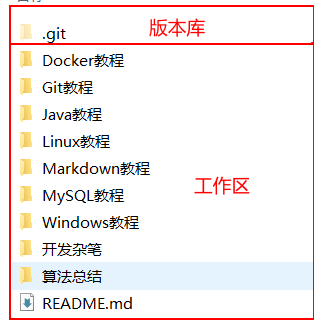 .git
版本库
Docker教程
Git教程
Java教程
Linux教程
Markdown教程
MySQL教程
工作区
Windows教程
开发杂笔
算法总结
README.md